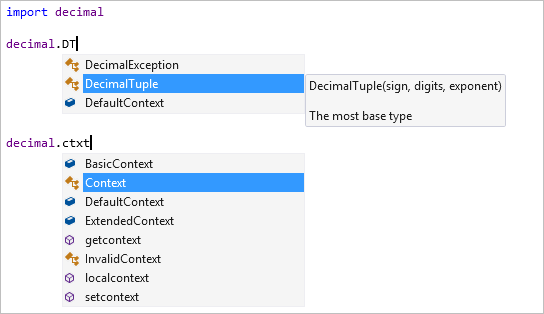 import decimal
decimal.DT
DecimalException
DecimalTuple
DefaultContext
DecimalTuple(sign, digits, exponent)
The most base type
decimal.ctxt
BasicContext
Context
DefaultContext
ExtendedContext
getcontext
InvalidContext
localcontext
setcontext